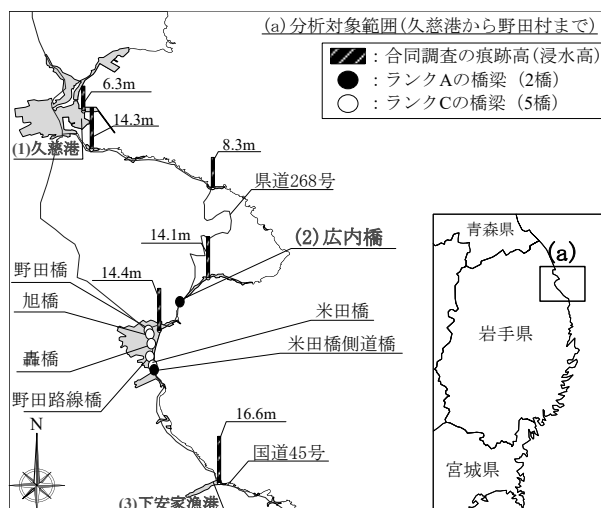 (a)分析対象範囲(久慈港から野田村まで)
：合同調査の痕跡高(浸水高)
：ランクAの橋梁（2橋）
：ランクCの橋梁（5橋）
6.3m
14.3m
(1)久慈港
8.3m
県道268号
14.1m
(2)広内橋
14.4m
野田橋
旭橋
轟橋
野田路線橋
米田橋
米田橋側道橋
16.6m
国道45号
(3)下安家漁港
N
青森県
(a)
岩手県
宮城県